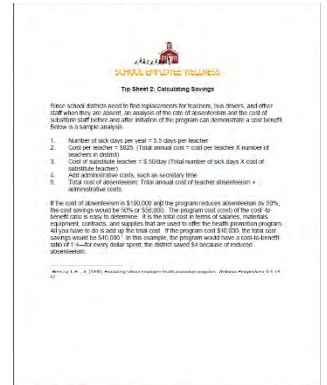 SCHOOL EMPLOYEE WELLNESS
Tip Sheet 2: Calculating Savings
Since school districts need to find replacements for teachers, bus drivers, and other
staff when they are absent, an analysis of the rate of absenteeism and the cost of
substitute staff before and after initiation of the program can demonstrate a cost benefit.
Below is a sample analysis.
1. Number of sick days per year = 5.5 days per teacher
2. Cost per teacher = $825 (Total annual cost = cost per teacher X number of
teachers in district)
3. Cost of substitute teacher = $ 50/day (Total number of sick days X cost of
substitute teacher)
4. Add administrative costs, such as secretary time
5. Total cost of absenteeism: Total annual cost of teacher absenteeism +
administrative costs
If the cost of absenteeism is $100,000 and the program reduces absenteeism by 50%,
the cost savings would be 50% or $50,000. The program cost (cost) of the cost-to
benefit ratio is easy to determine. It is the total cost in terms of salaries, materials,
equipment, contracts, and supplies that are used to offer the health promotion program.
All you have to do is add up the total cost. If the program cost $10,000, the total cost
savings would be $40,000. In this example, the program would have a cost-to-benefit
ratio of 1:4—for every dollar spent, the district saved $4 because of reduced
absenteeism.
(1990). Evaluating school employee health promotion programs. Wellness Perspectives